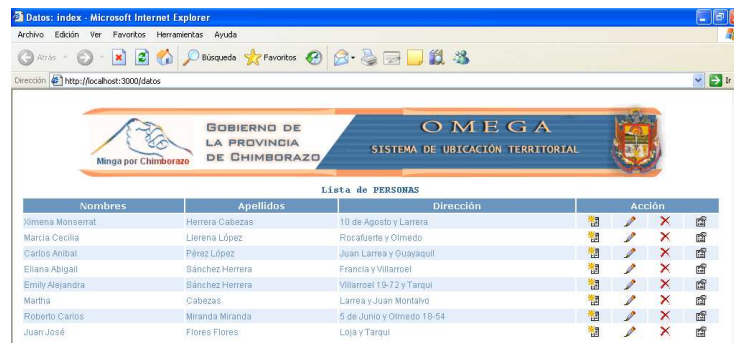 Datos: index - Microsoft Internet Explorer
Archivo Edición Ver Favoritos Herramientas Ayuda
Atrás Búsqueda Favoritos
Dirección http://localhost:3000/datos Ir
Minga por Chimborazo
GOBIERNO DE
LA PROVINCIA
DE CHIMBORAZO
OMEGA
SISTEMA DE UBICACIÓN TERRITORIAL
Lista de PERSONAS
Nombres Apellidos Dirección Acción
Ximena Monserrat Herrera Cabezas 10 de Agosto y Larrera
Marcia Cecilia Llerena López Rocafuerte y Olmedo
Carlos Anibal Pérez López Juan Larrea y Guayaquil
Eliana Abigail Sánchez Herrera Francia y Villarroel
Emily Alejandra Sánchez Herrera Villarroel 19-72 y Tarqui
Martha Cabezas Larrea y Juan Montalvo
Roberto Carlos Miranda Miranda 5 de Junio y Olmedo 18-54
Juan José Flores Flores Loja y Tarqui